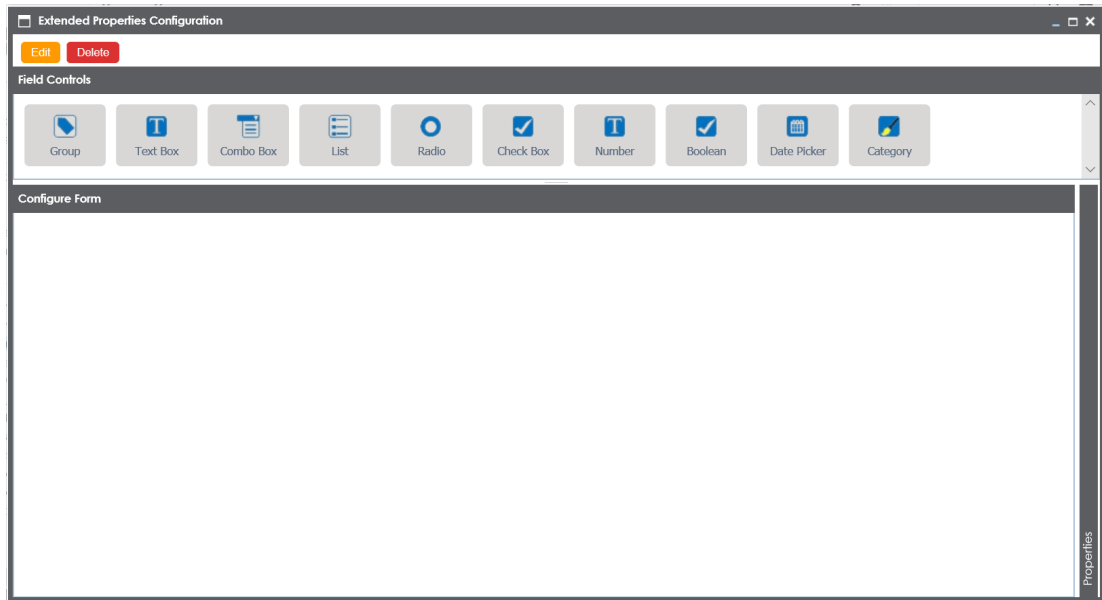 Extended Properties Configuration
Edit Delete
Field Controls
Group Text Box Combo Box List Radio Check Box Number Boolean Date Picker Category
Configure Form
Properties